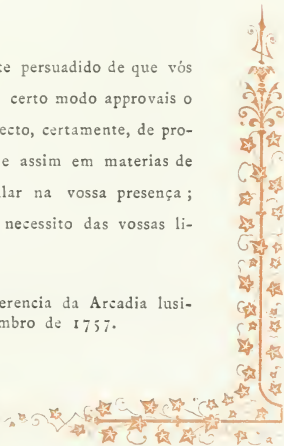 te persuadido de que vós
certo modo approvais o
ecto, certamente, de pro-
e assim em materias de
lar na vossa presença;
necessito das vossas li-
erencia da Arcadia lusi-
mbro de 1757.